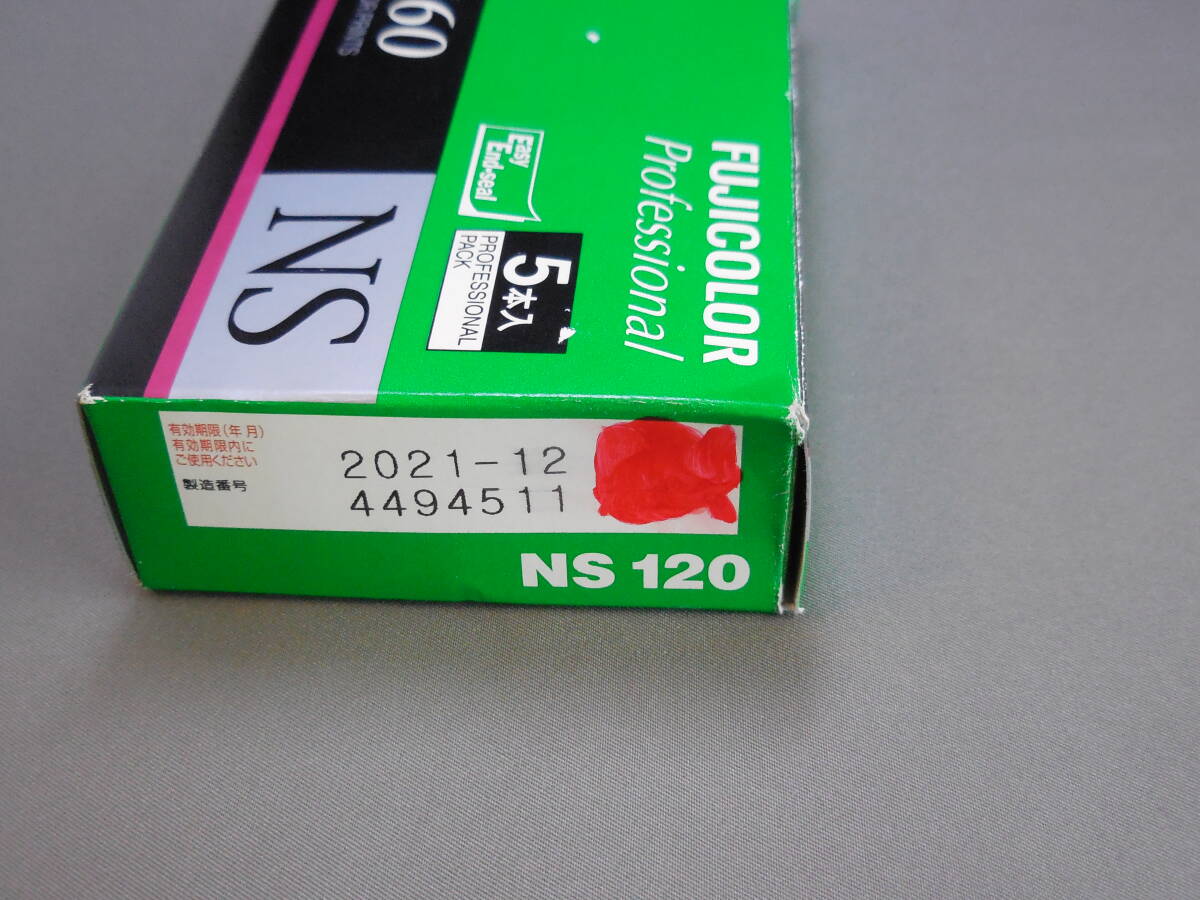 FUJICOLOR
Professional
Easy
End-seal
5本入
PROFESSIONAL
PACK
60
NS
有効期限(年月)
有効期限内に
ご使用ください
2021-12
製造番号
4494511
NS 120